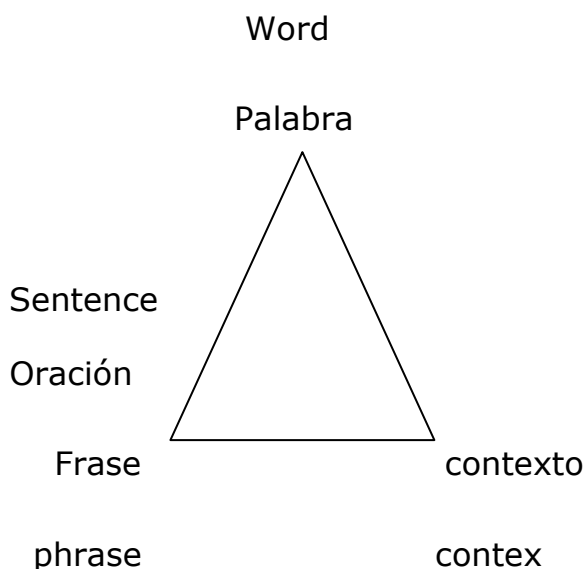 Word
Palabra
Sentence
Oración
Frase
contexto
phrase
contex